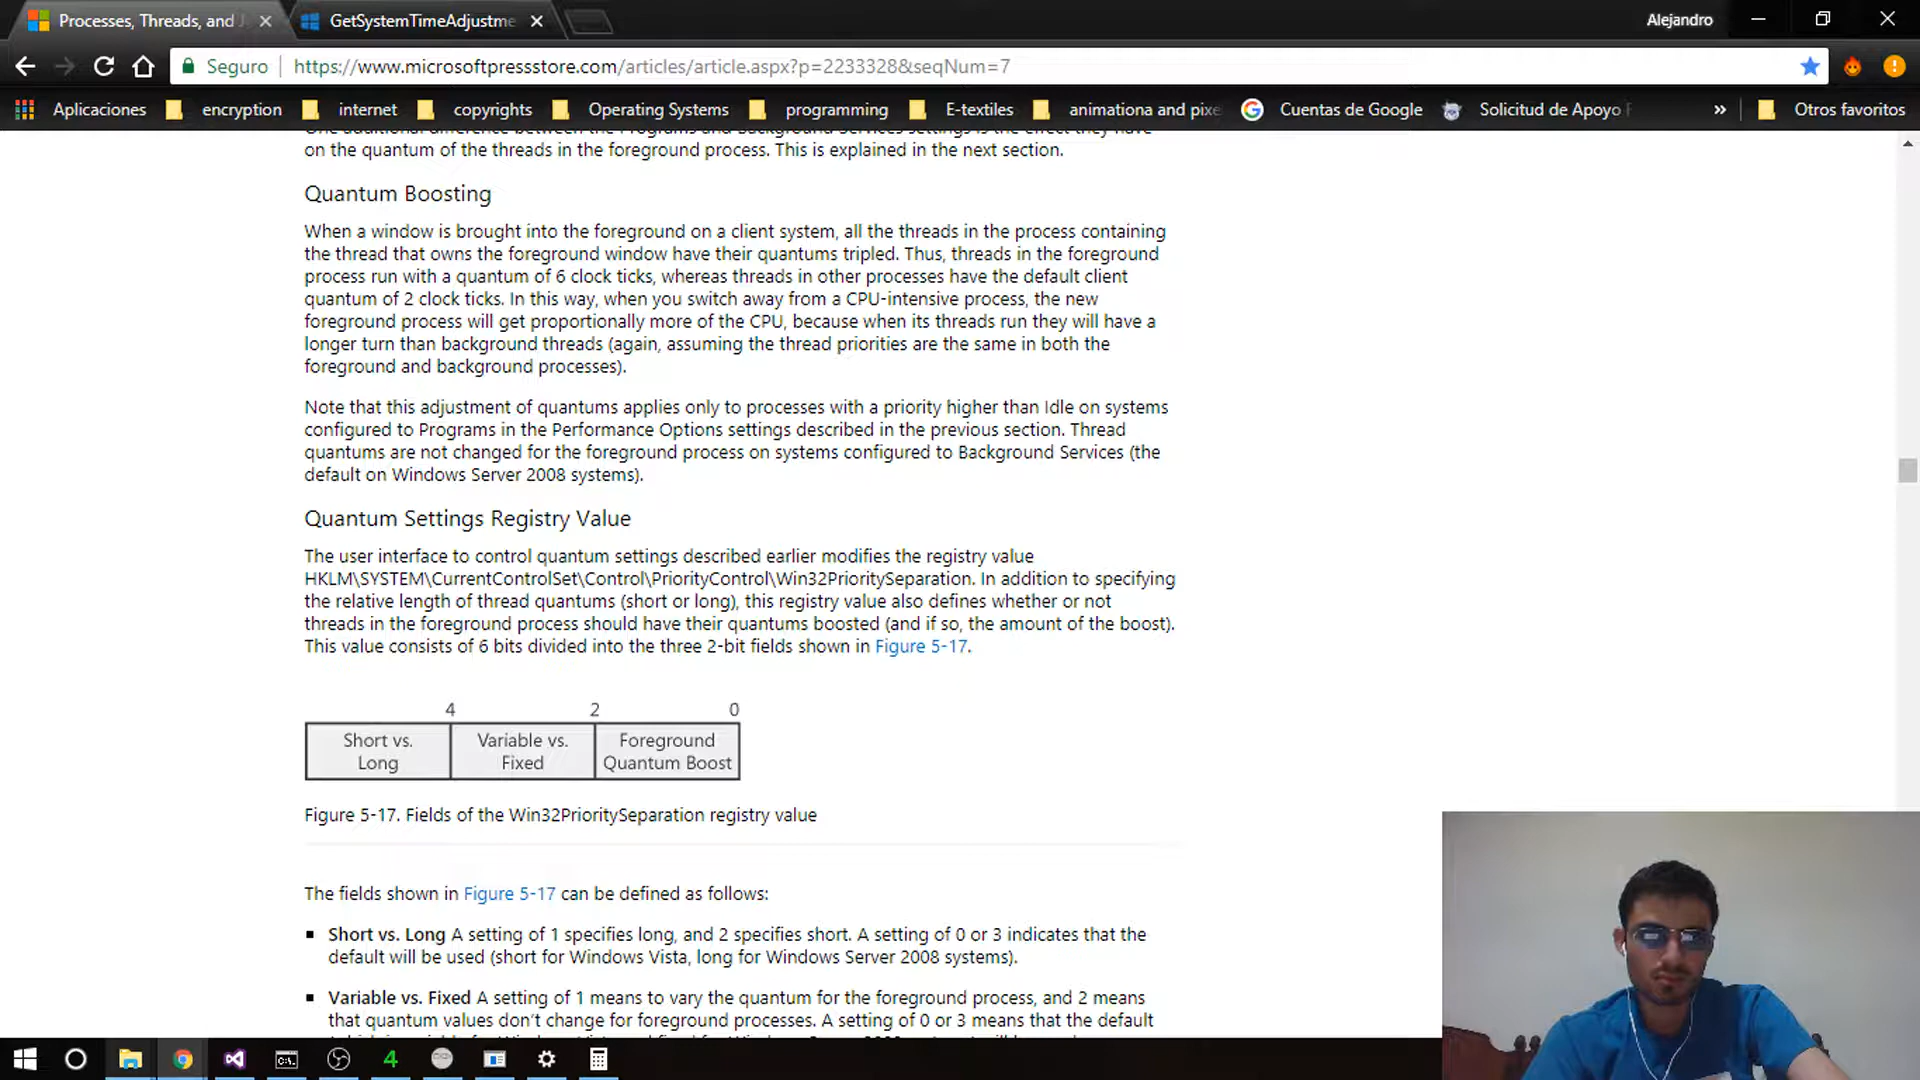 Processes, Threads, and J
GetSystemTimeAdjustme
Alejandro
Seguro
https://www.microsoftpressstore.com/articles/article.aspx?p=2233328&seqNum=7
Aplicaciones
encryption
internet
copyrights
Operating Systems
programming
E-textiles
animationa and pixe
Cuentas de Google
Solicitud de Apoyo
»
Otros favoritos
One additional difference between the Programs and Background Services settings is the effect they have
on the quantum of the threads in the foreground process. This is explained in the next section.
Quantum Boosting
When a window is brought into the foreground on a client system, all the threads in the process containing
the thread that owns the foreground window have their quantums tripled. Thus, threads in the foreground
process run with a quantum of 6 clock ticks, whereas threads in other processes have the default client
quantum of 2 clock ticks. In this way, when you switch away from a CPU-intensive process, the new
foreground process will get proportionally more of the CPU, because when its threads run they will have a
longer turn than background threads (again, assuming the thread priorities are the same in both the
foreground and background processes).
Note that this adjustment of quantums applies only to processes with a priority higher than Idle on systems
configured to Programs in the Performance Options settings described in the previous section. Thread
quantums are not changed for the foreground process on systems configured to Background Services (the
default on Windows Server 2008 systems).
Quantum Settings Registry Value
The user interface to control quantum settings described earlier modifies the registry value
HKLM\SYSTEM\CurrentControlSet\Control\PriorityControl\Win32PrioritySeparation. In addition to specifying
the relative length of thread quantums (short or long), this registry value also defines whether or not
threads in the foreground process should have their quantums boosted (and if so, the amount of the boost).
This value consists of 6 bits divided into the three 2-bit fields shown in Figure 5-17.
4 2 0
Short vs. Long
Variable vs. Fixed
Foreground Quantum Boost
Figure 5-17. Fields of the Win32PrioritySeparation registry value
The fields shown in Figure 5-17 can be defined as follows:
Short vs. Long A setting of 1 specifies long, and 2 specifies short. A setting of 0 or 3 indicates that the
default will be used (short for Windows Vista, long for Windows Server 2008 systems).
Variable vs. Fixed A setting of 1 means to vary the quantum for the foreground process, and 2 means
that quantum values don't change for foreground processes. A setting of 0 or 3 means that the default
4